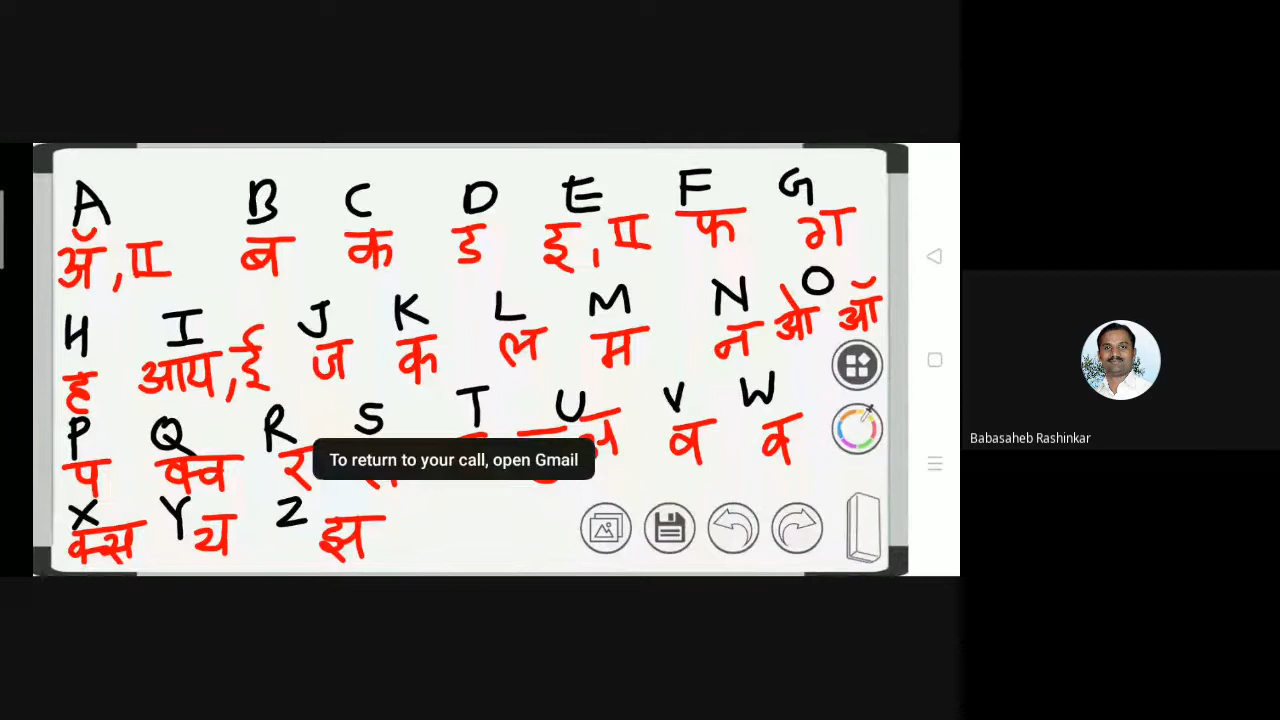 A B C D E F G
अॅ, ए ब क ड इ, ए फ ग
H I J K L M N O
ह आय, ई ज क ल म न ओ ऑ
P Q R S T U V W
प क्व र व व
To return to your call, open Gmail
X Y Z
क्स य झ
Babasaheb Rashinkar